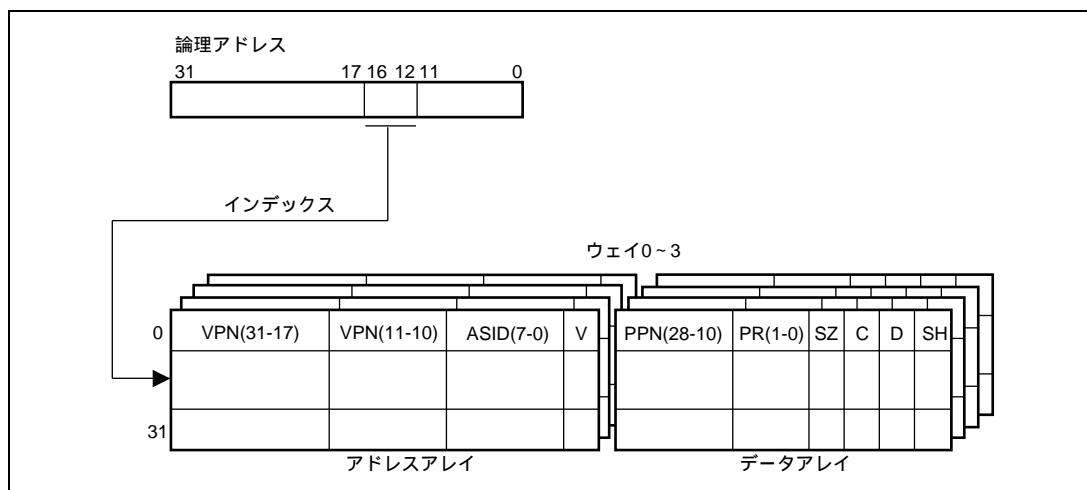 論理アドレス
31 17 16 12 11 0
インデックス
ウェイ0~3
0 VPN(31-17) VPN(11-10) ASID(7-0) V PPN(28-10) PR(1-0) SZ C D SH
31
アドレスアレイ データアレイ